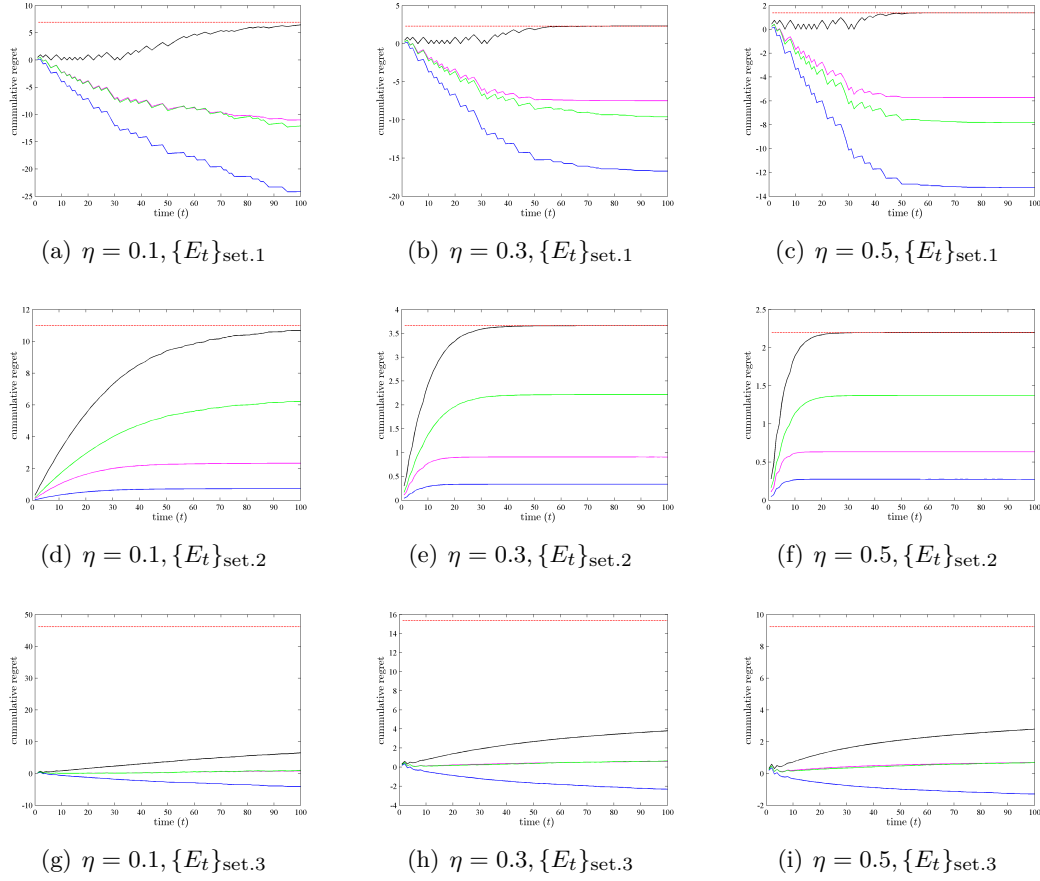 cummulative regret
10
5
0
-5
-10
-15
-20
-25
0 10 20 30 40 50 60 70 80 90 100
time (t)
(a) η = 0.1, {E_t}_set.1
cummulative regret
5
0
-5
-10
-15
-20
0 10 20 30 40 50 60 70 80 90 100
time (t)
(b) η = 0.3, {E_t}_set.1
cummulative regret
2
0
-2
-4
-6
-8
-10
-12
-14
0 10 20 30 40 50 60 70 80 90 100
time (t)
(c) η = 0.5, {E_t}_set.1
cummulative regret
12
10
8
6
4
2
0
0 10 20 30 40 50 60 70 80 90 100
time (t)
(d) η = 0.1, {E_t}_set.2
cummulative regret
4
3.5
3
2.5
2
1.5
1
0.5
0
0 10 20 30 40 50 60 70 80 90 100
time (t)
(e) η = 0.3, {E_t}_set.2
cummulative regret
2.5
2
1.5
1
0.5
0
0 10 20 30 40 50 60 70 80 90 100
time (t)
(f) η = 0.5, {E_t}_set.2
cummulative regret
50
40
30
20
10
0
-10
0 10 20 30 40 50 60 70 80 90 100
time (t)
(g) η = 0.1, {E_t}_set.3
cummulative regret
16
14
12
10
8
6
4
2
0
-2
-4
0 10 20 30 40 50 60 70 80 90 100
time (t)
(h) η = 0.3, {E_t}_set.3
cummulative regret
10
8
6
4
2
0
-2
0 10 20 30 40 50 60 70 80 90 100
time (t)
(i) η = 0.5, {E_t}_set.3